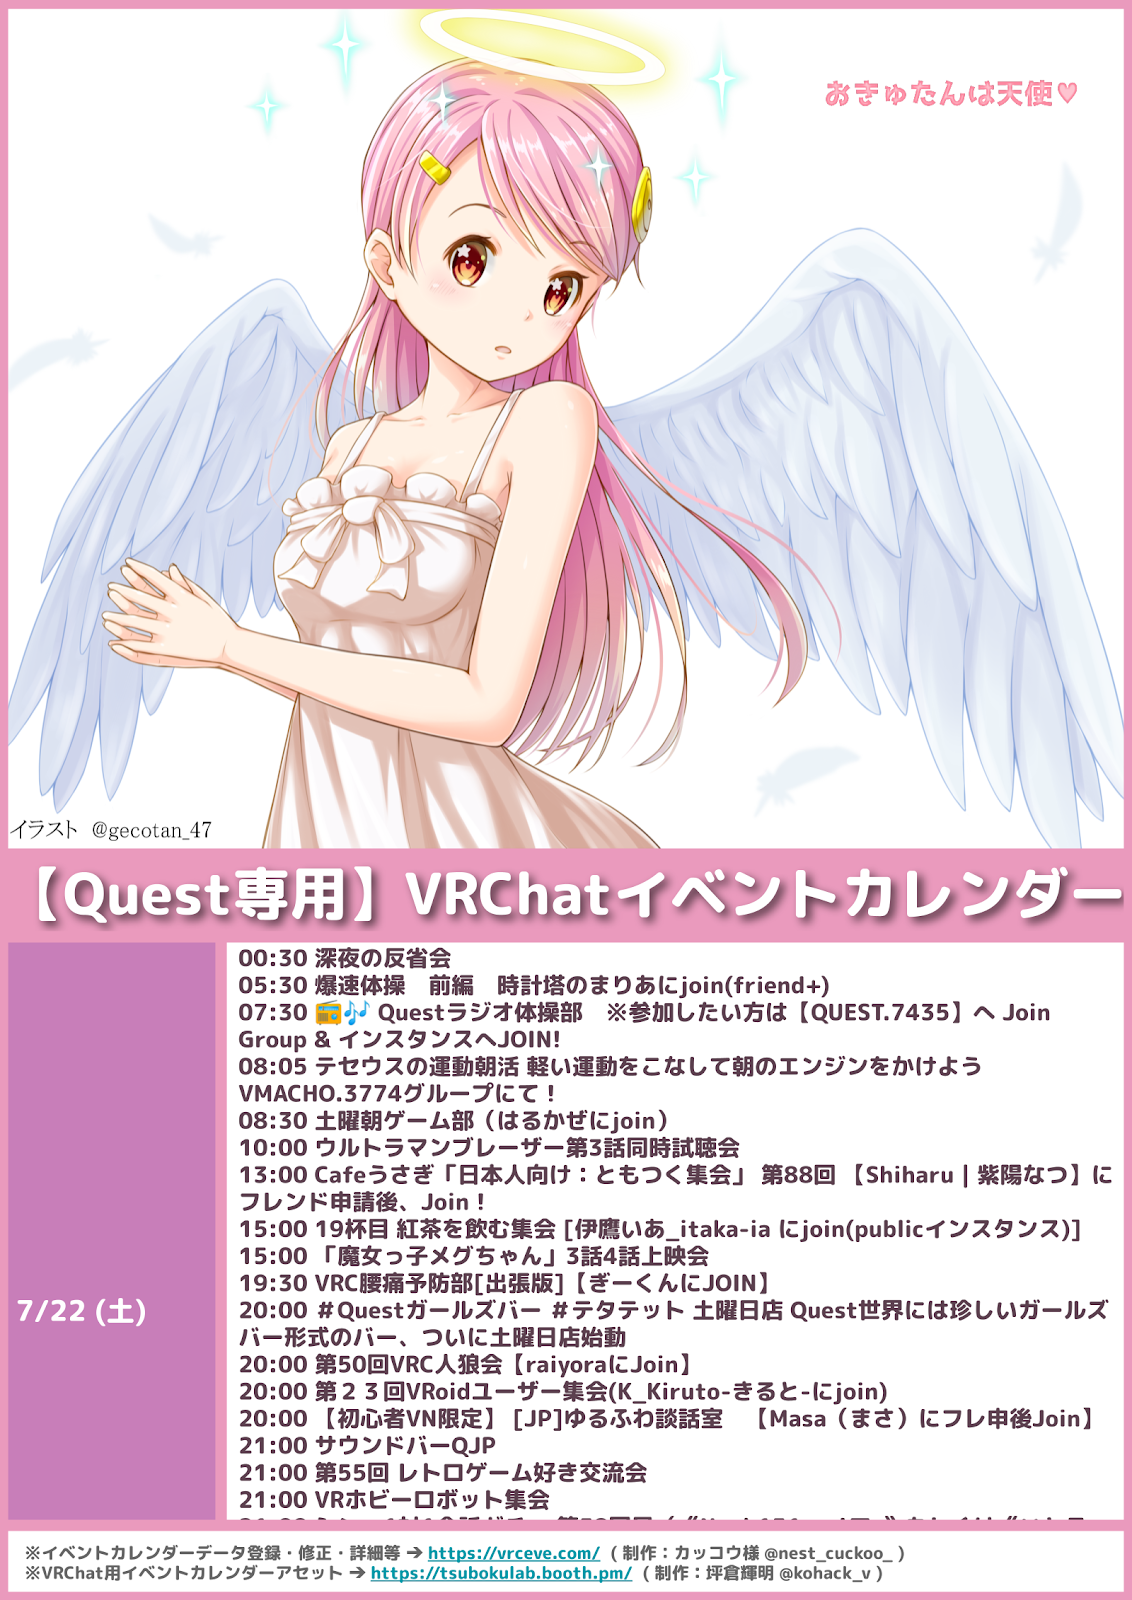 おきゅたんは天使♥
イラスト @gecotan_47
【Quest専用】VRChatイベントカレンダー
7/22 (土)
00:30 深夜の反省会
05:30 爆速体操　前編　時計塔のまりあにjoin(friend+)
07:30 📻🎶 Questラジオ体操部　※参加したい方は【QUEST.7435】へ Join
Group & インスタンスへJOIN!
08:05 テセウスの運動朝活 軽い運動をこなして朝のエンジンをかけよう
VMACHO.3774グループにて！
08:30 土曜朝ゲーム部（はるかぜにjoin）
10:00 ウルトラマンブレーザー第3話同時試聴会
13:00 Cafeうさぎ「日本人向け：ともつく集会」 第88回 【Shiharu | 紫陽なつ】に
フレンド申請後、Join！
15:00 19杯目 紅茶を飲む集会 [伊鷹いあ_itaka-ia にjoin(publicインスタンス)]
15:00 「魔女っ子メグちゃん」3話4話上映会
19:30 VRC腰痛予防部[出張版]【ぎーくんにJOIN】
20:00 #Questガールズバー #テタテット 土曜日店 Quest世界には珍しいガールズ
バー形式のバー、ついに土曜日店始動
20:00 第50回VRC人狼会【raiyoraにJoin】
20:00 第２３回VRoidユーザー集会(K_Kiruto-きると-にjoin)
20:00 【初心者VN限定】 [JP]ゆるふわ談話室　【Masa（まさ）にフレ申後Join】
21:00 サウンドバーQJP
21:00 第55回 レトロゲーム好き交流会
21:00 VRホビーロボット集会
※イベントカレンダーデータ登録・修正・詳細等 ➔ https://vrceve.com/ （制作：カッコウ様 @nest_cuckoo_ ）
※VRChat用イベントカレンダーアセット ➔ https://tsubokulab.booth.pm/ （制作：坪倉輝明 @kohack_v ）